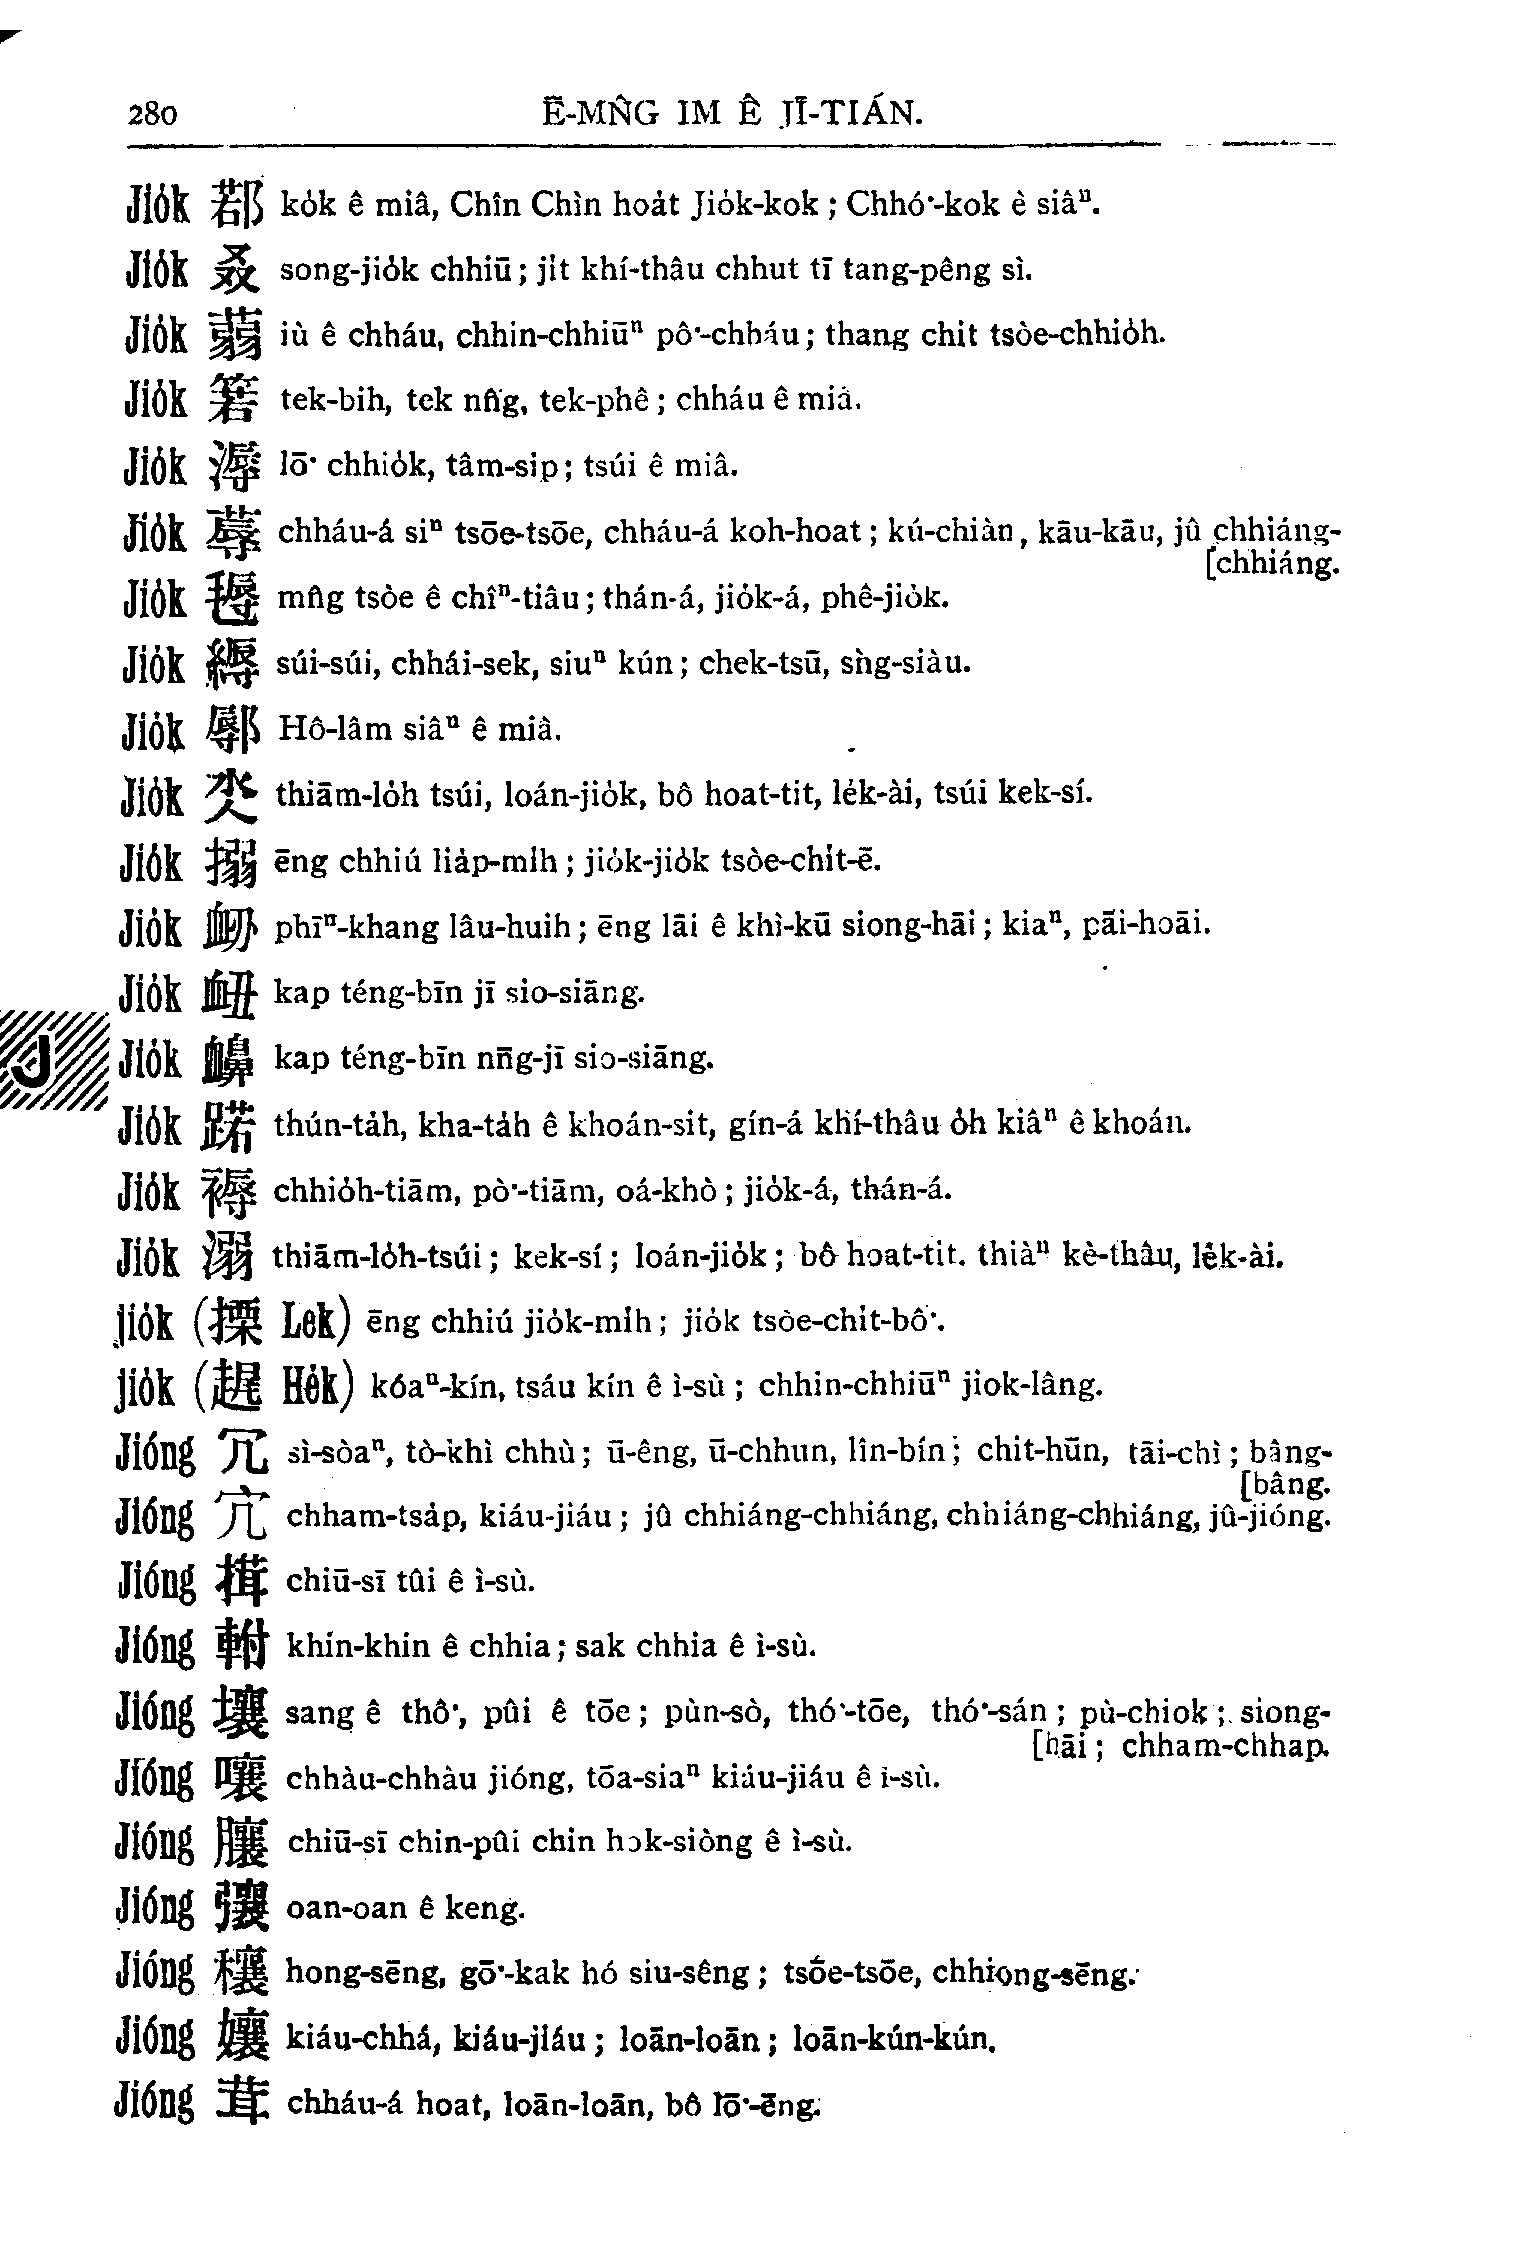 280 Ē-MN̂G IM Ê JĪ-TIÁN.
Jio̍k 鄀 ko̍k ê miâ, Chîn Chìn hoa̍t Jio̍k-kok ; Chhó͘-kok è siâⁿ.
Jio̍k 叒 song-jio̍k chhiū ; ji̍t khí-thâu chhut tī tang-pêng sì.
Jio̍k 蒻 iù ê chháu, chhin-chhiūⁿ pô͘-chháu ; thang chit tsòe-chhio̍h.
Jio̍k 箬 tek-bih, tek nn̂g, tek-phê ; chháu ê miâ.
Jio̍k 溽 lō͘ chhio̍k, tâm-sip ; tsúi ê miâ.
Jio̍k 蓐 chháu-á siⁿ tsōe-tsōe, chháu-á koh-hoat ; kú-chiàn, kāu-kāu, jû chhiáng-
[chhiáng.
Jio̍k 毾 mn̂g tsòe ê chîⁿ-tiâu ; thán-á, jio̍k-á, phê-jio̍k.
Jio̍k 縟 súi-súi, chhái-sek, siuⁿ kún ; chek-tsū, sǹg-siàu.
Jio̍k 鄏 Hô-lâm siâⁿ ê miâ.
Jio̍k 氼 thiām-lo̍h tsúi, loán-jio̍k, bô hoat-tit, le̍k-ài, tsúi kek-sí.
Jio̍k 搦 ēng chhiú lia̍p-mi̍h ; jio̍k-jio̍k tsòe-chi̍t-ē.
Jio̍k 衂 phīⁿ-khang lâu-huih ; ēng lāi ê khì-kū siong-hāi ; kiaⁿ, pāi-hoāi.
Jio̍k 衄 kap téng-bīn jī sio-siāng.
Jio̍k kap téng-bīn nn̄g-jī sio-siāng.
Jio̍k 蹃 thún-ta̍h, kha-ta̍h ê khoán-sit, gín-á khí-thâu o̍h kiâⁿ ê khoán.
Jio̍k 褥 chhio̍h-tiām, pò͘-tiām, oá-khò ; jio̍k-á, thán-á.
Jio̍k 溺 thiām-lo̍h-tsúi ; kek-sí ; loán-jio̍k ; bô hoat-tit. thiàⁿ kè-thâu, le̍k-ài.
jio̍k (搮 Lek) ēng chhiú jio̍k-mi̍h ; jio̍k tsòe-chi̍t-bô͘.
jio̍k ( He̍k) kóaⁿ-kín, tsáu kín ê ì-sù ; chhin-chhiūⁿ jiok-lâng.
Jióng 冗 sì-sòaⁿ, tò-khì chhù ; ū-êng, ū-chhun, lîn-bín ; chit-hūn, tāi-chì ; bâng-
[bâng.
Jióng 宂 chham-tsa̍p, kiáu-jiáu ; jû chhiáng-chhiáng, chhiáng-chhiáng, jû-jióng.
Jióng 搑 chiū-sī tûi ê ì-sù.
Jióng 軵 khín-khin ê chhia ; sak chhia ê ì-sù.
Jióng 壤 sang ê thô͘, pûi ê tōe ; pùn-sò, thó͘-tōe, thó͘-sán ; pù-chiok ; siong-
[hāi ; chham-chhap.
Jióng 嚷 chhàu-chhàu jióng, tōa-siaⁿ kiáu-jiáu ê ì-sù.
Jióng 臁 chiū-sī chin-pûi chin hok-siòng ê ì-sù.
Jióng 彋 oan-oan ê keng.
Jióng 穰 hong-sēng, gō͘-kak hó siu-sêng ; tsōe-tsōe, chhiong-sēng.
Jióng 孃 kiáu-chhá, kiáu-jiáu ; loān-loān ; loān-kún-kún.
Jióng 茸 chháu-á hoat, loān-loān, bô lō͘-ēng.
J